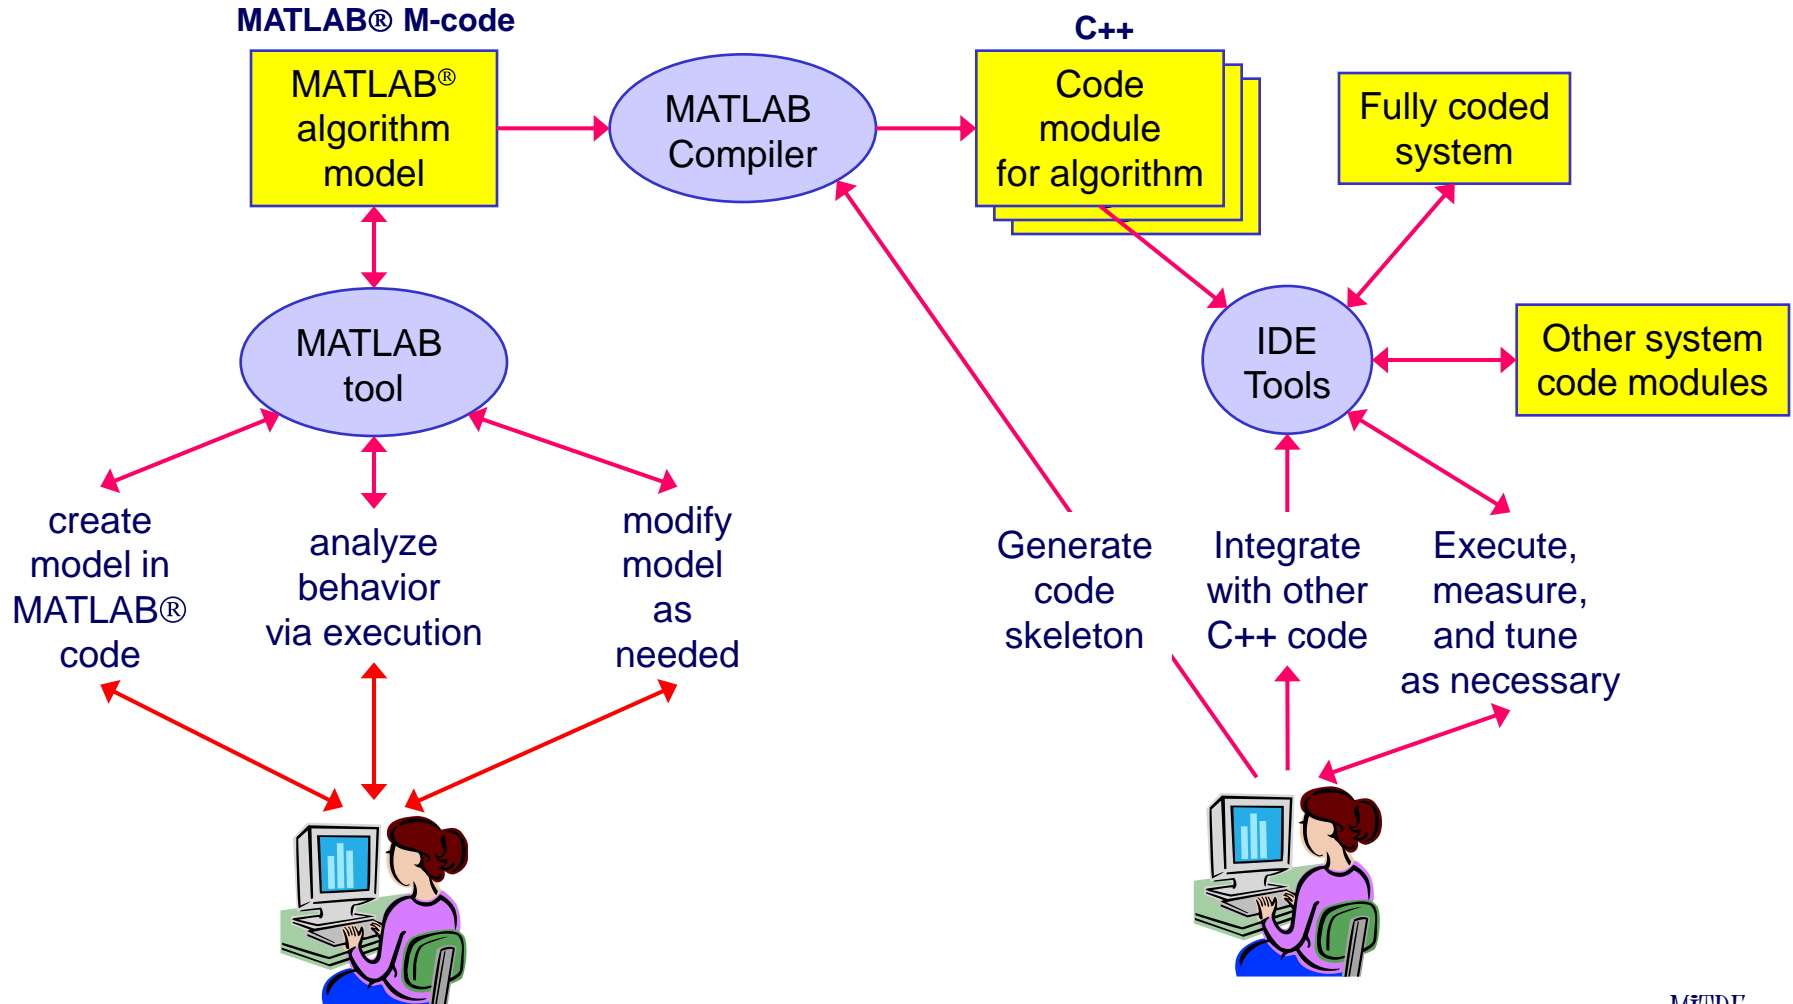 MATLAB® M-code
MATLAB®
algorithm
model
MATLAB
Compiler
C++
Code
module
for algorithm
Fully coded
system
MATLAB
tool
IDE
Tools
Other system
code modules
create
model in
MATLAB®
code
analyze
behavior
via execution
modify
model
as
needed
Generate
code
skeleton
Integrate
with other
C++ code
Execute,
measure,
and tune
as necessary